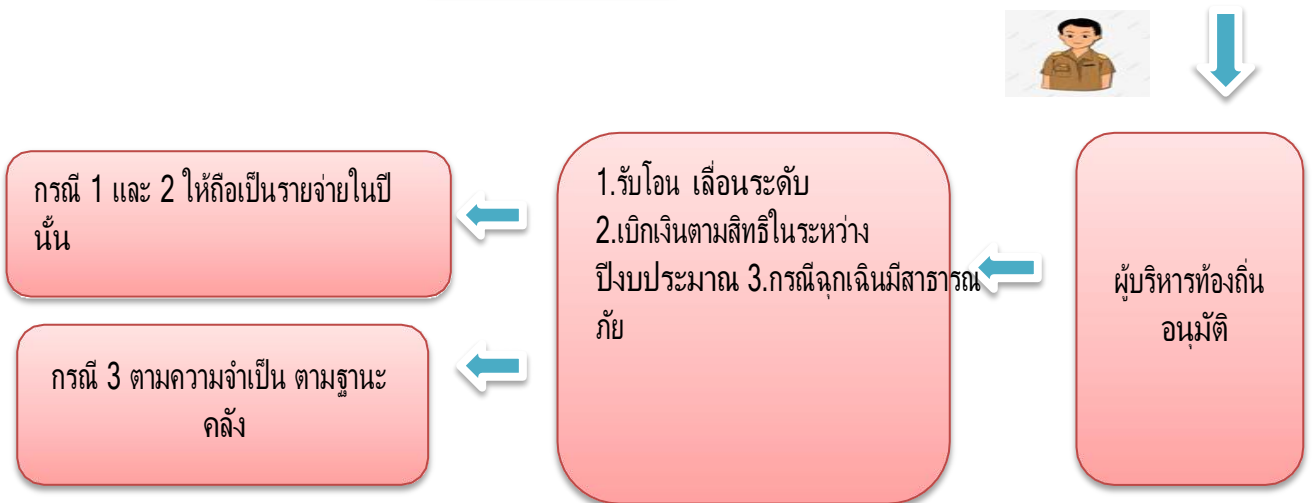 กรณี 1 และ 2 ให้ถือเป็นรายจ่ายในปี
นั้น
กรณี 3 ตามความจำเป็น ตามฐานะ
คลัง
1.รับโอน เลื่อนระดับ
2.เบิกเงินตามสิทธิในระหว่าง
ปีงบประมาณ 3.กรณีฉุกเฉินมีสาธารณ
ภัย
ผู้บริหารท้องถิ่น
อนุมัติ